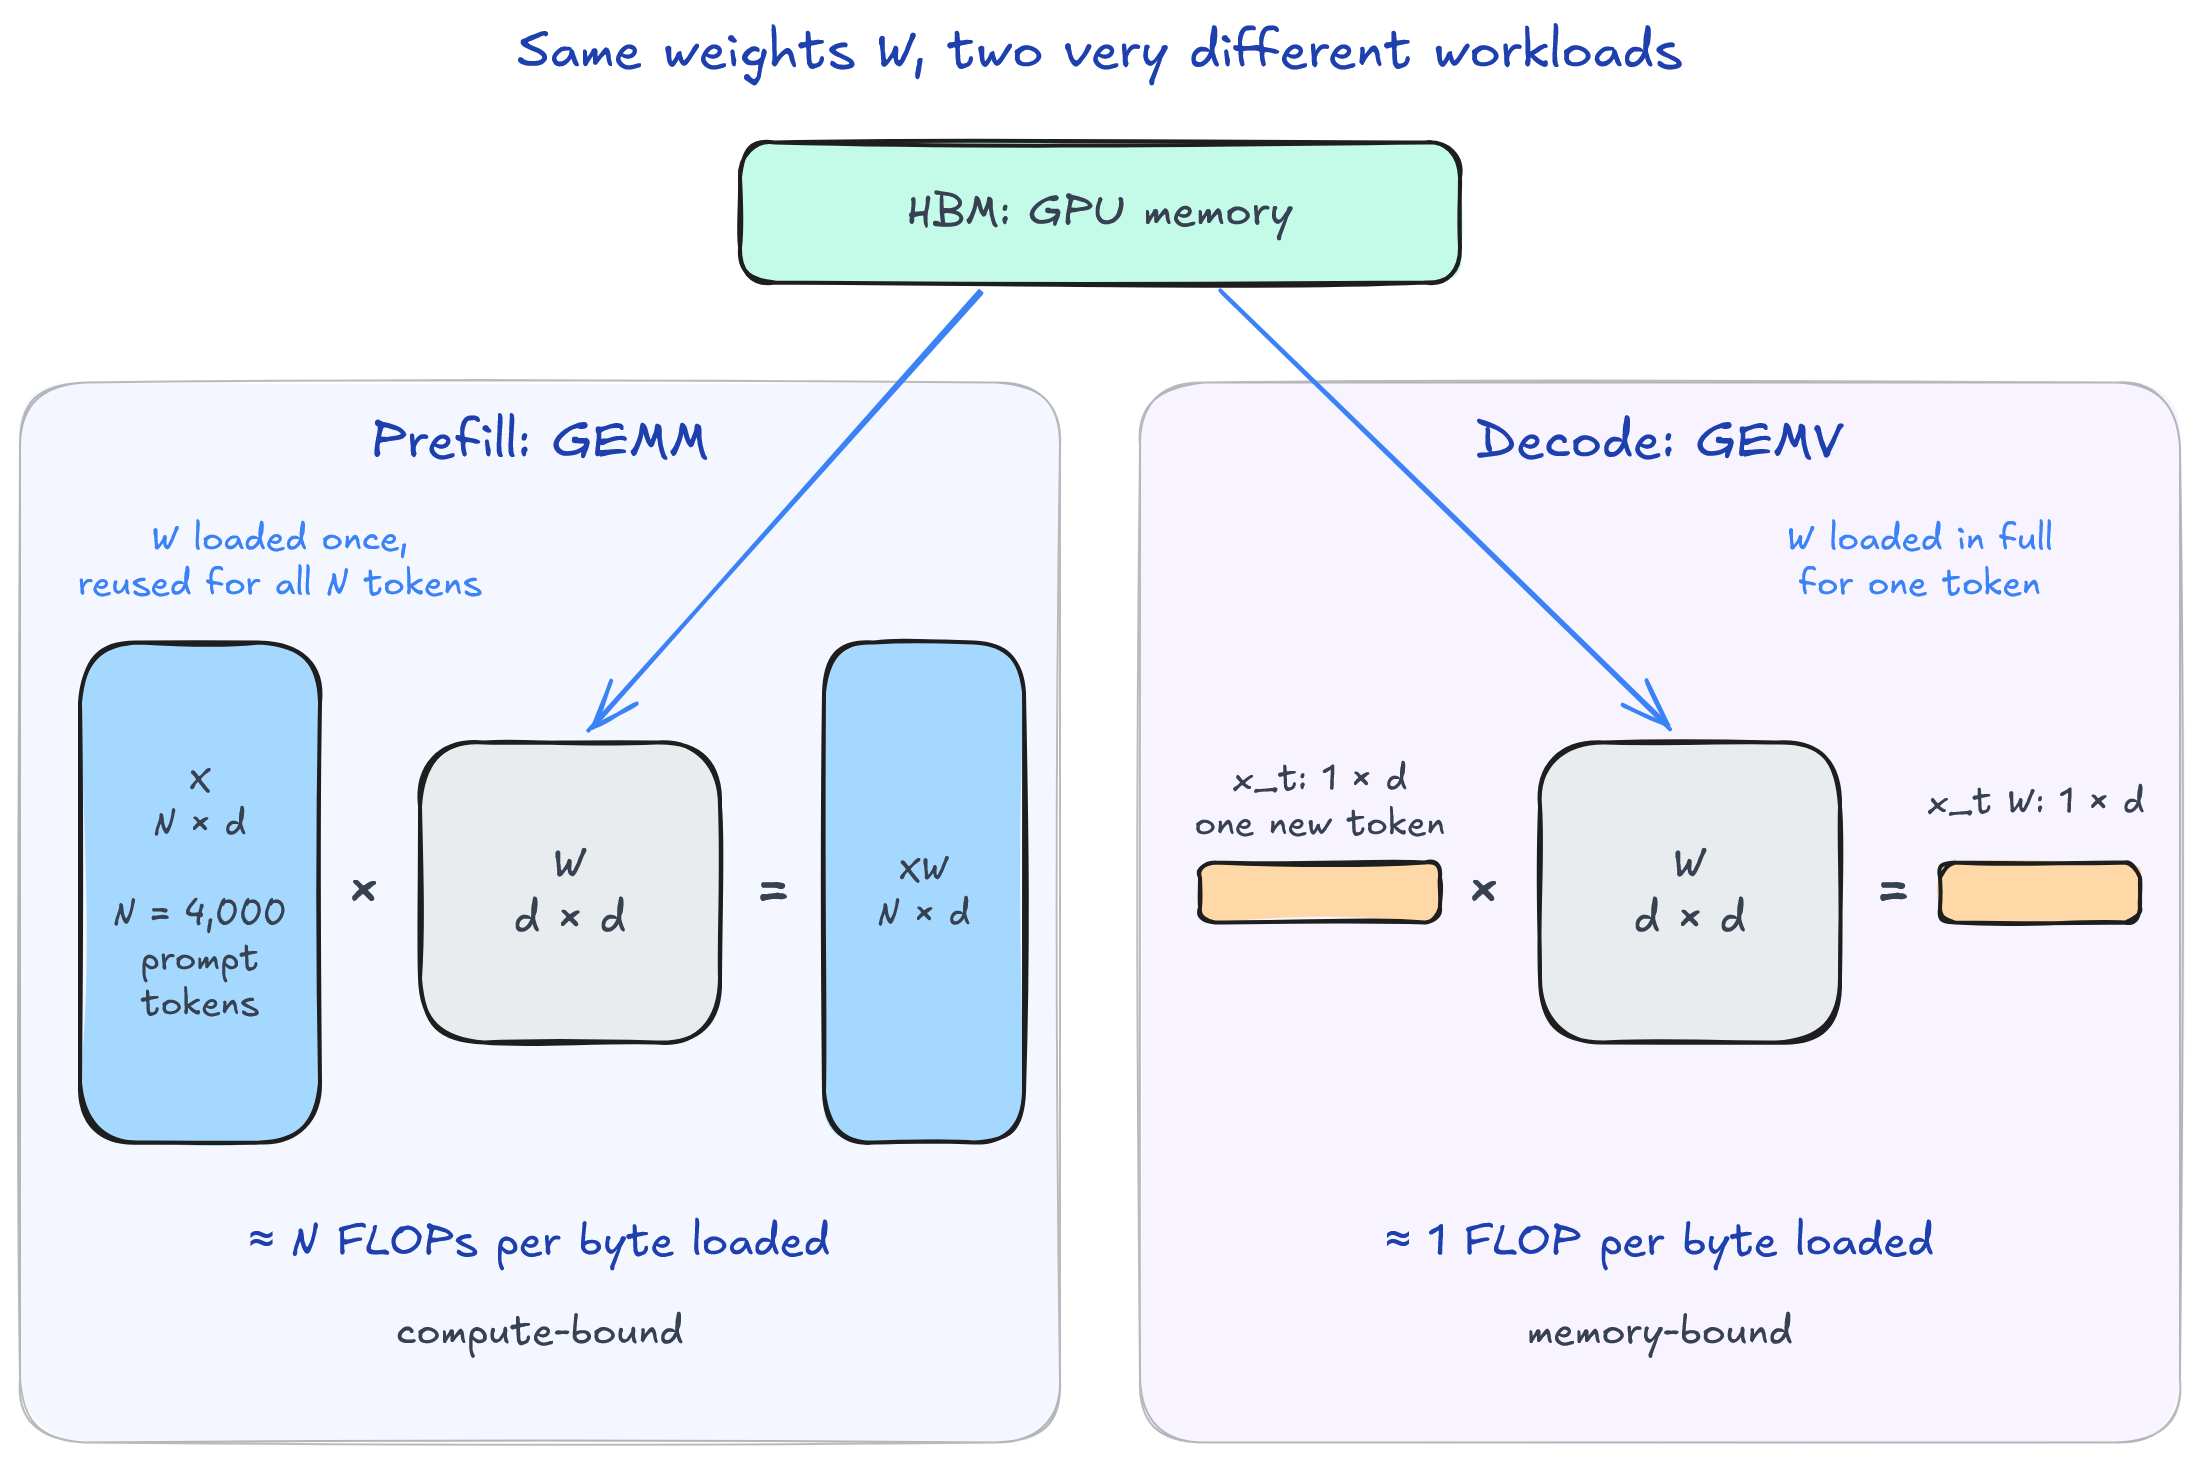 Same weights W, two very different workloads
HBM: GPU memory
Prefill: GEMM
W loaded once,
reused for all N tokens
X
N × d
N = 4,000
prompt
tokens
×
W
d × d
=
XW
N × d
≈ N FLOPs per byte loaded
compute-bound
Decode: GEMV
W loaded in full
for one token
x_t: 1 × d
one new token
×
W
d × d
=
x_t W: 1 × d
≈ 1 FLOP per byte loaded
memory-bound